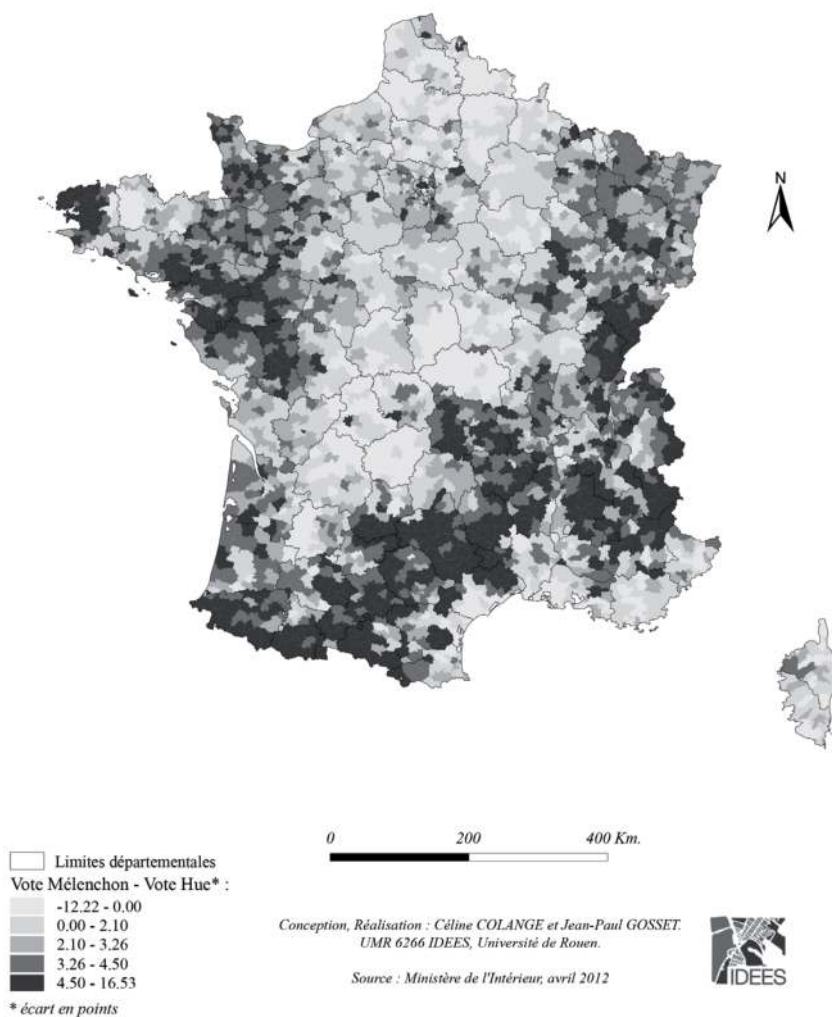 N
0 200 400 Km.
Limites départementales
Vote Mélenchon - Vote Hue* :
-12.22 - 0.00
0.00 - 2.10
2.10 - 3.26
3.26 - 4.50
4.50 - 16.53
* écart en points
Conception, Réalisation : Céline COLANGE et Jean-Paul GOSSET.
UMR 6266 IDEES, Université de Rouen.
Source : Ministère de l'Intérieur, avril 2012
IDEES